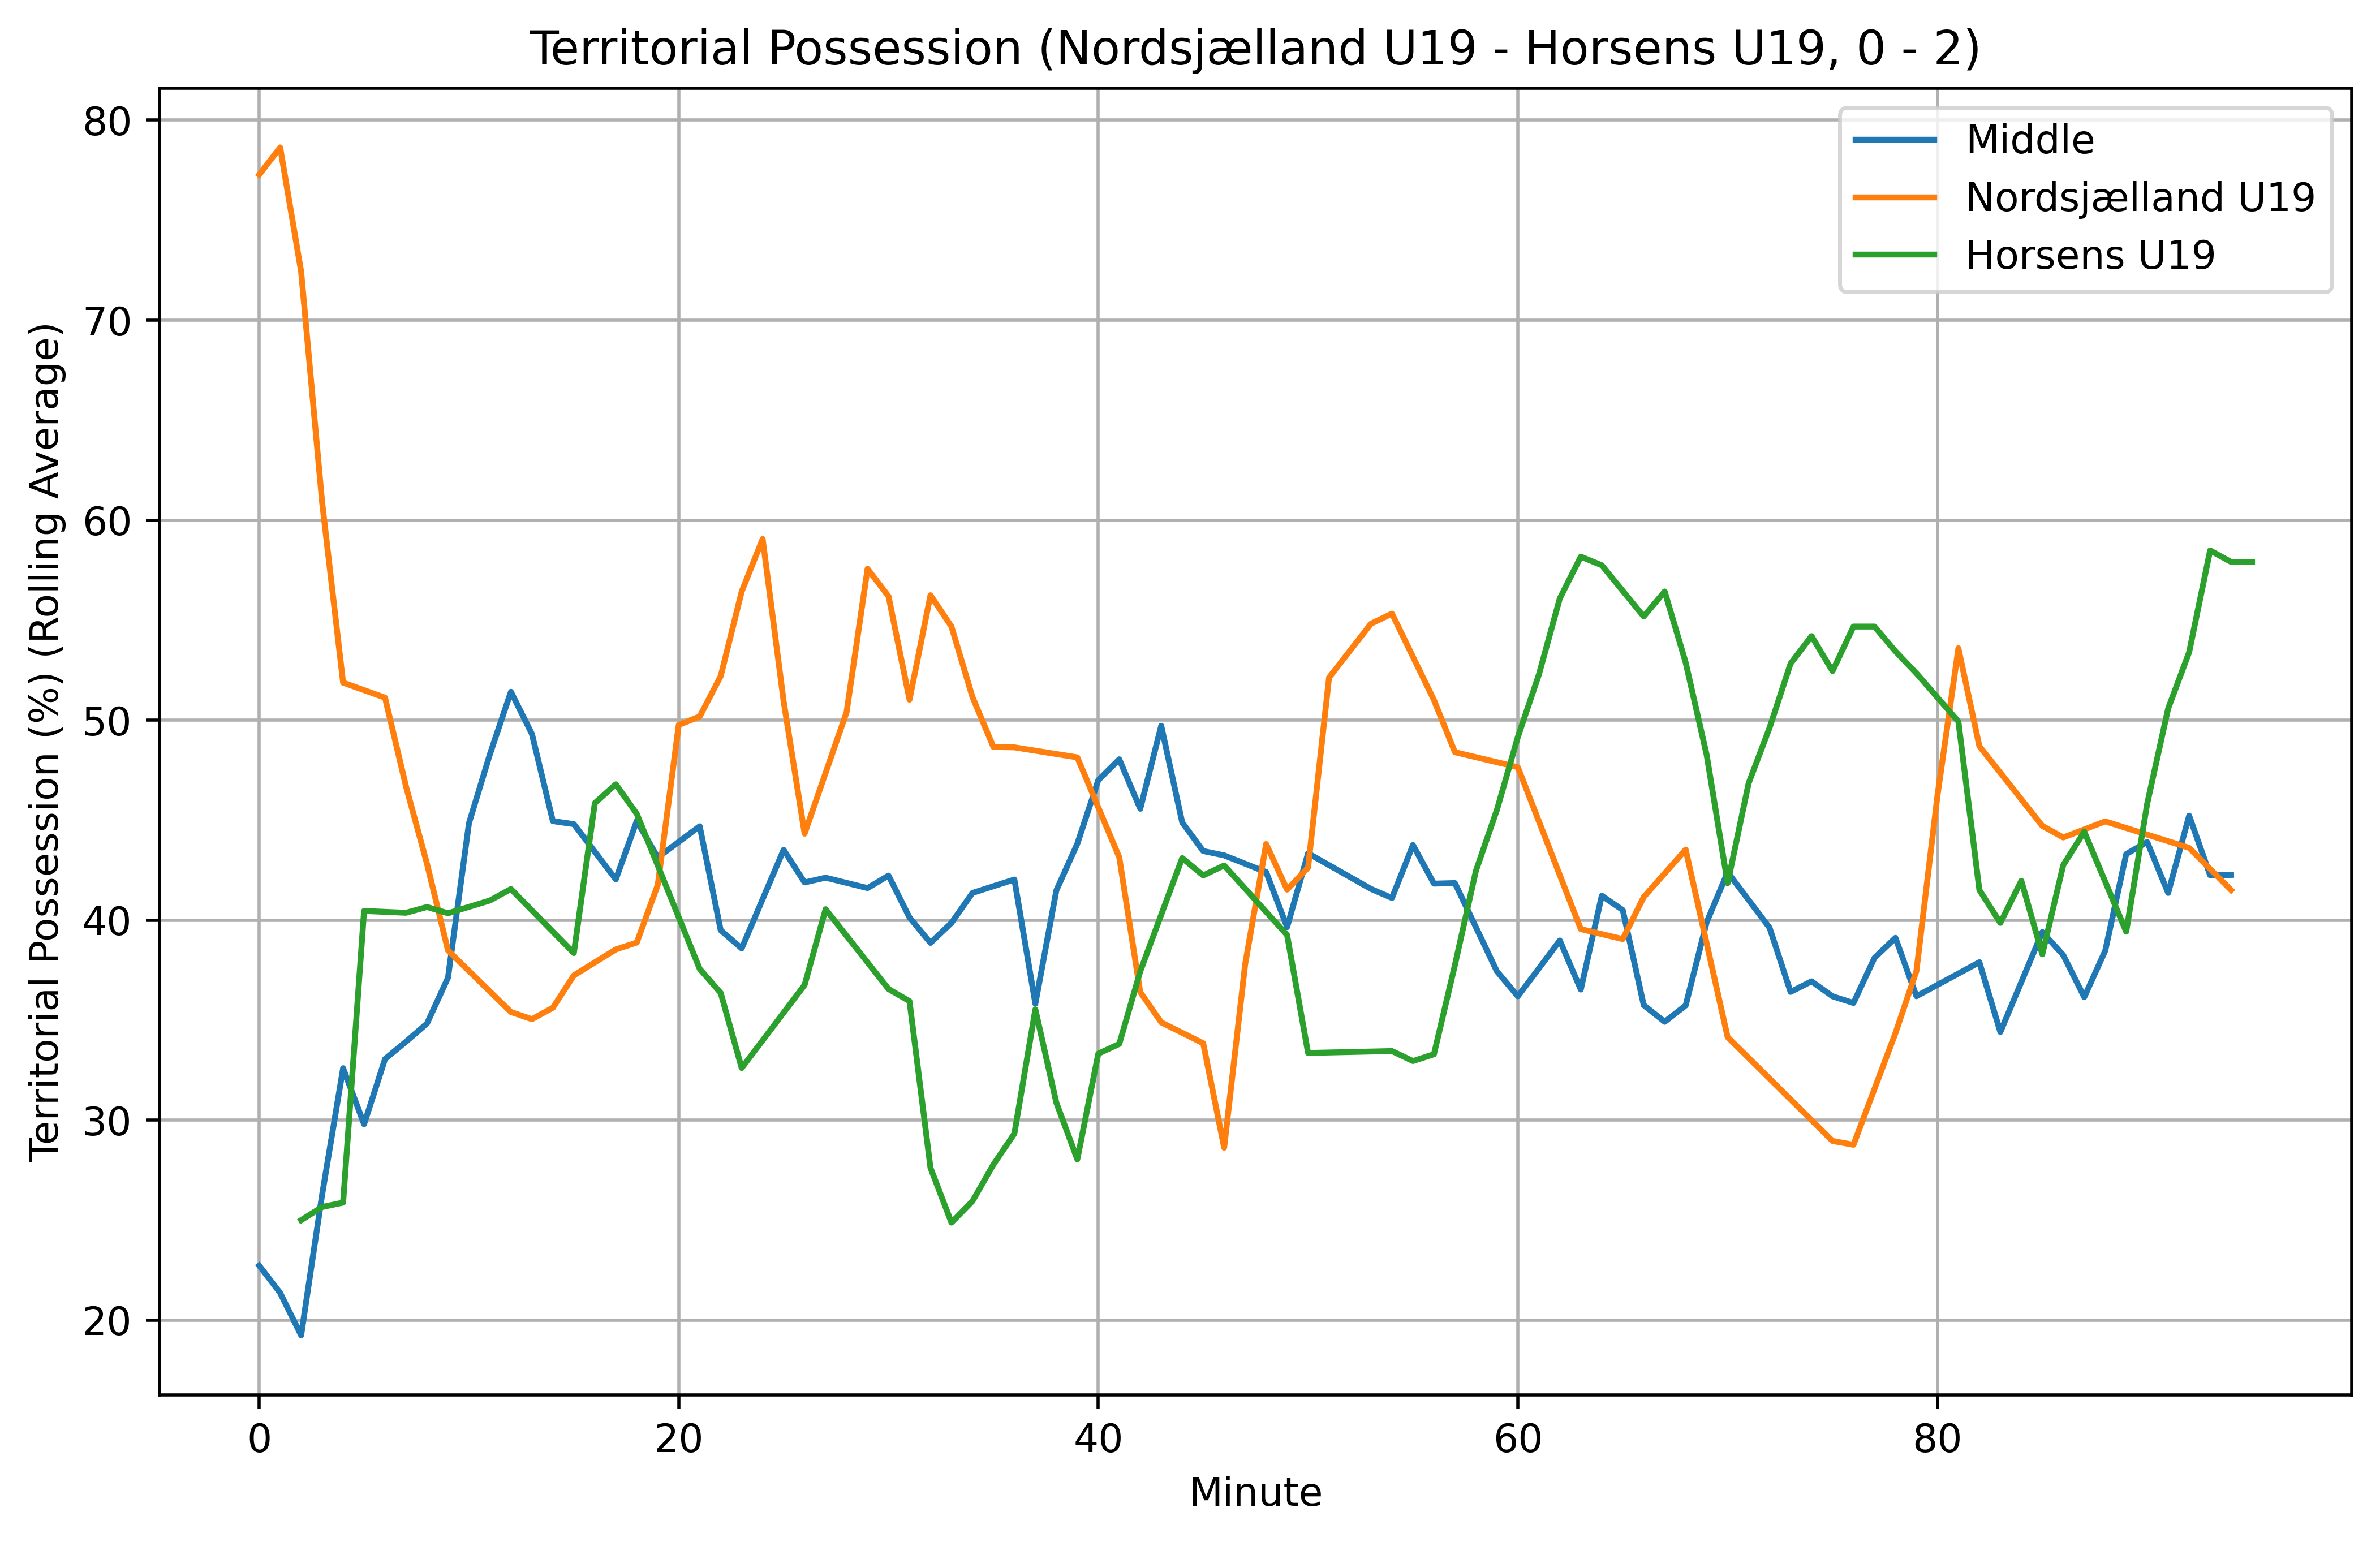 Territorial Possession (Nordsjælland U19 - Horsens U19, 0 - 2)
Territorial Possession (%) (Rolling Average)
80
70
60
50
40
30
20
Middle
Nordsjælland U19
Horsens U19
0
20
40
60
80
Minute